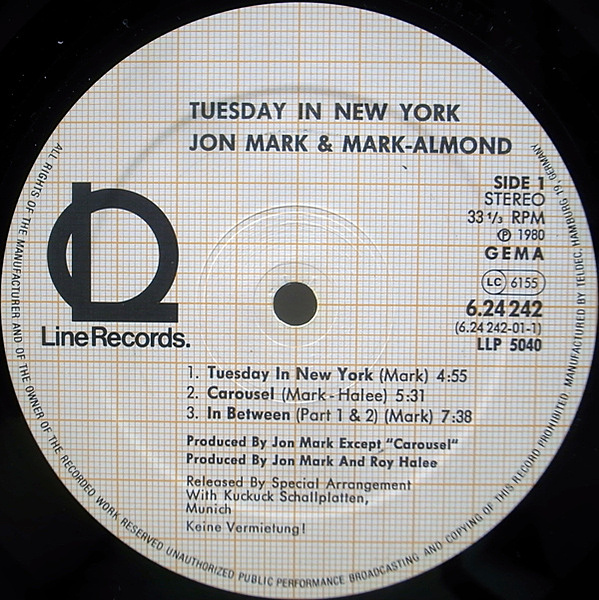 TUESDAY IN NEW YORK
JON MARK & MARK-ALMOND
SIDE 1
STEREO
33 1/3 RPM
Ⓟ 1980
GEMA
LC 6155
6.24 242
(6.24 242-01-1)
LLP 5040
Line Records.
1. Tuesday In New York (Mark) 4:55
2. Carousel (Mark-Halee) 5:31
3. In Between (Part 1 & 2) (Mark) 7:38
Produced By Jon Mark Except "Carousel"
Produced By Jon Mark And Roy Halee
Released By Special Arrangement
With Kuckuck Schallplatten,
Munich
Keine Vermietung!
ALL RIGHTS OF THE MANUFACTURER AND OF THE OWNER OF THE RECORDED WORK RESERVED UNAUTHORIZED PUBLIC PERFORMANCE BROADCASTING AND COPYING OF THIS RECORD PROHIBITED MANUFACTURED BY TELDEC, HAMBURG 19, GERMANY